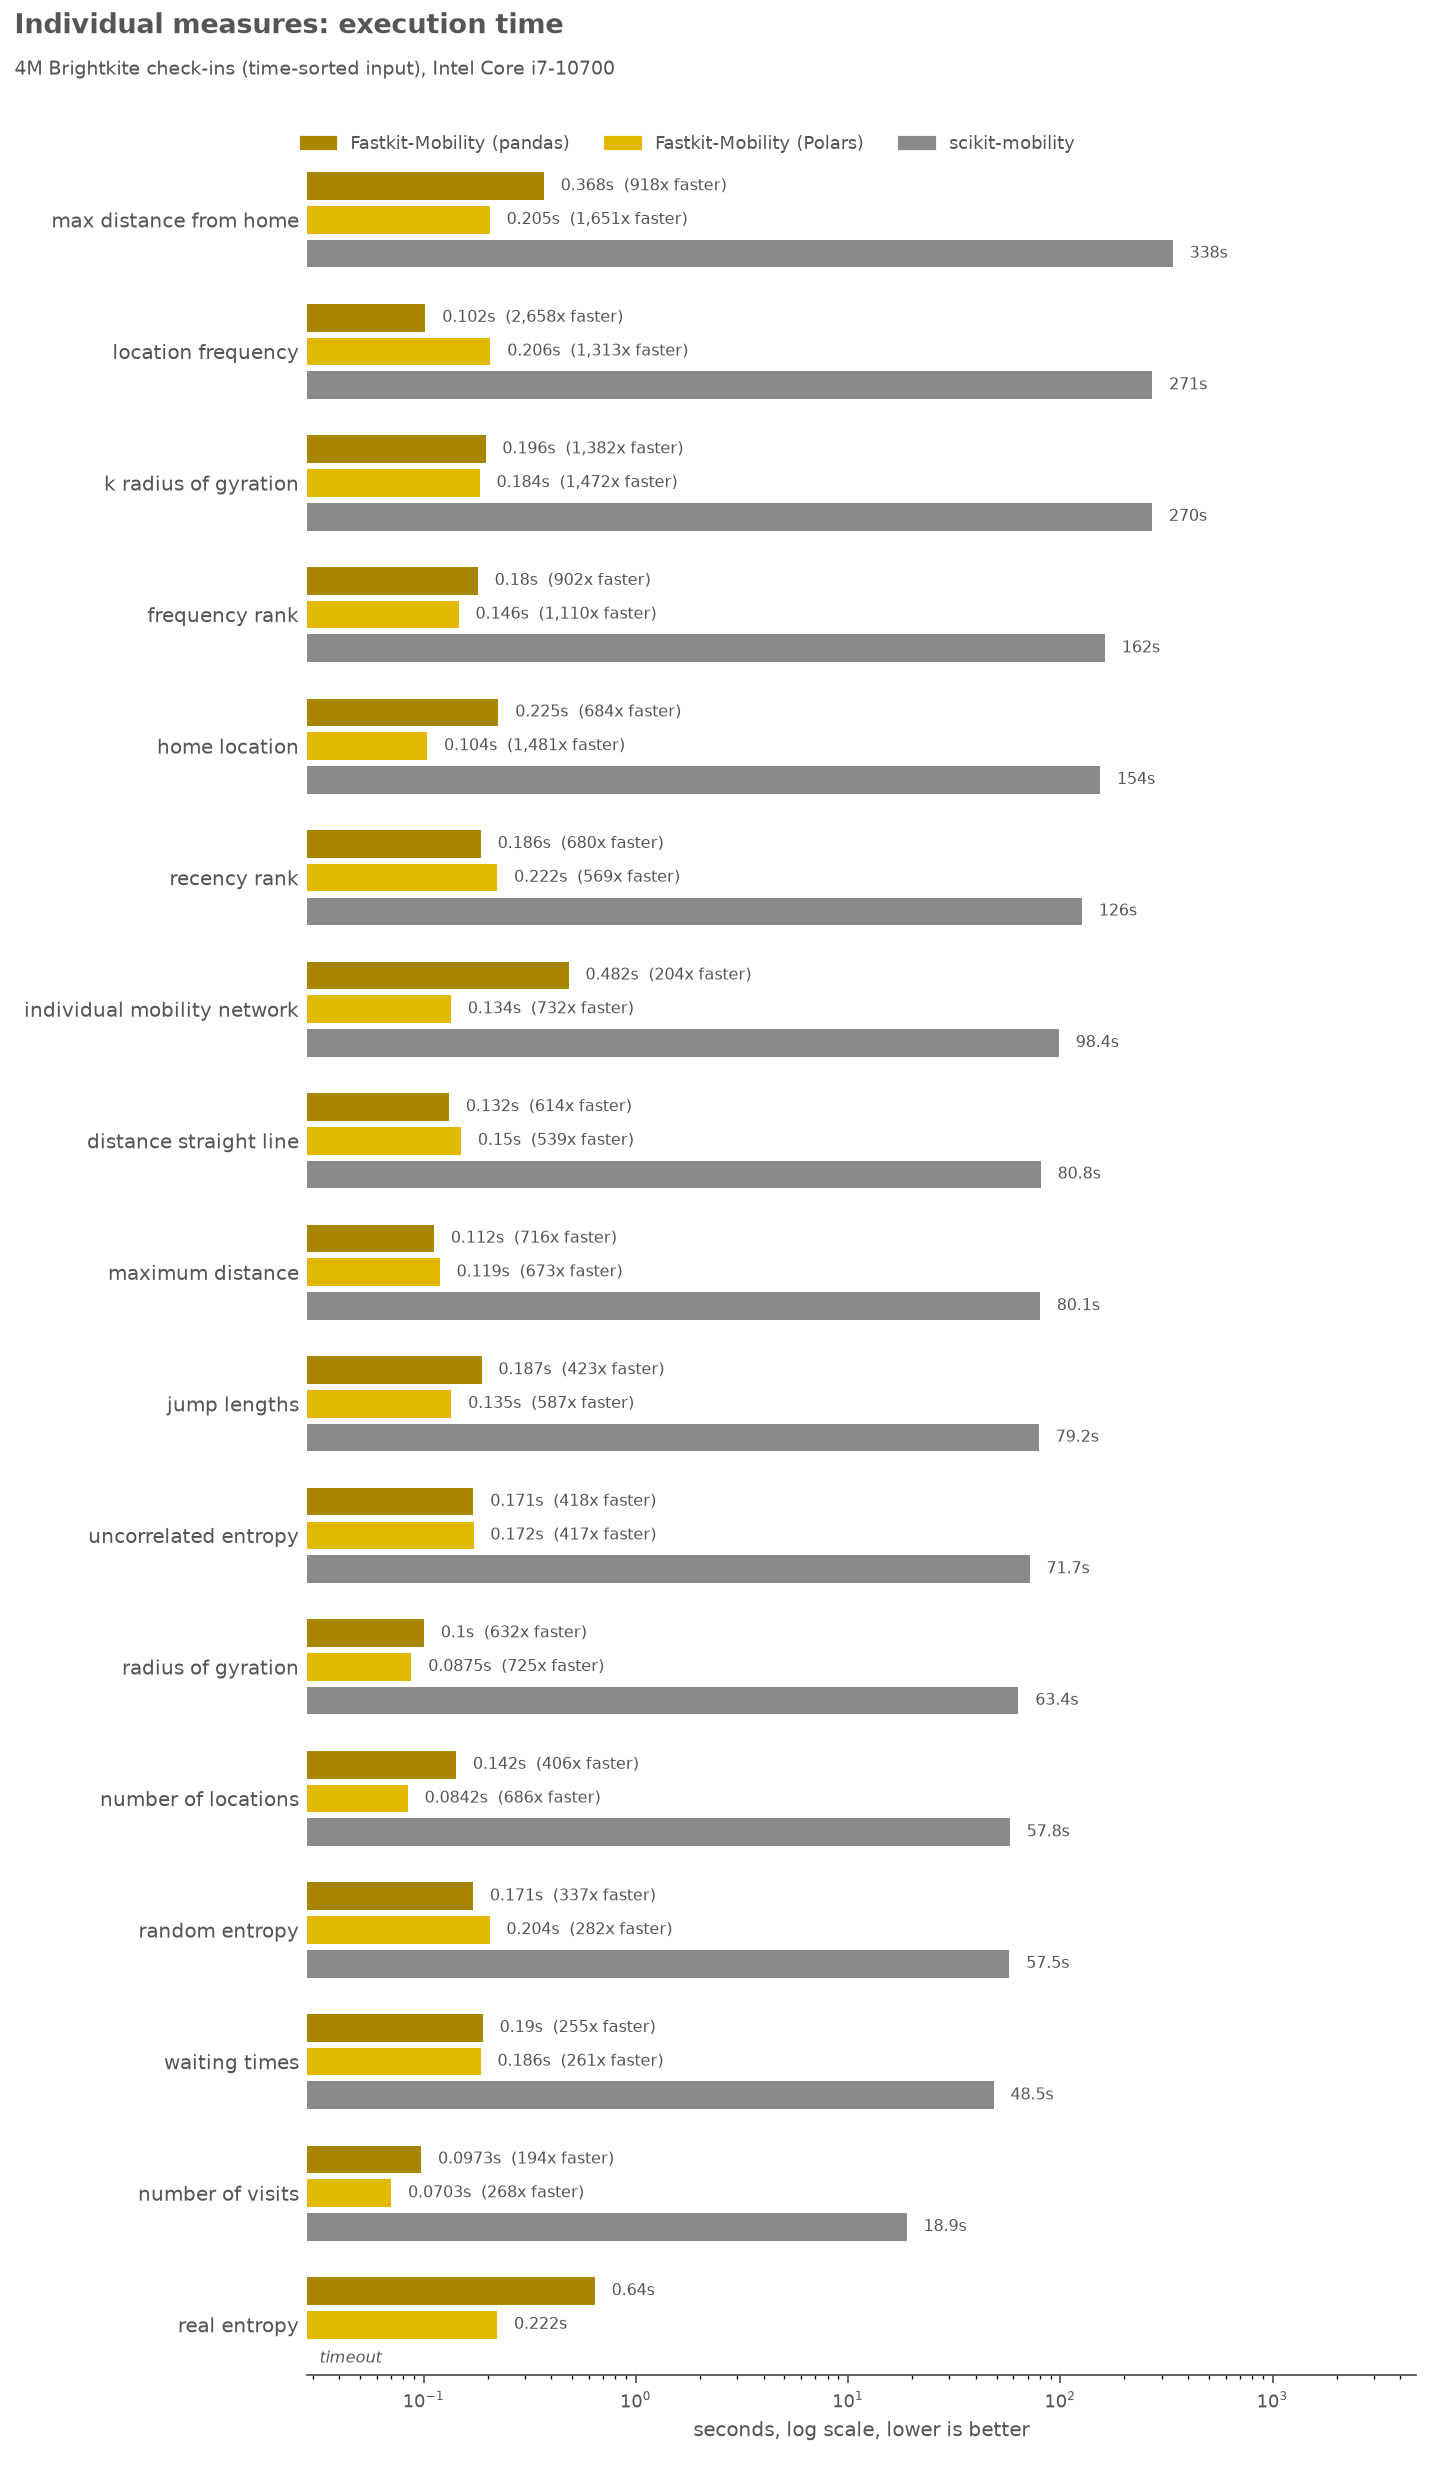 Individual measures: execution time
4M Brightkite check-ins (time-sorted input), Intel Core i7-10700
Fastkit-Mobility (pandas) Fastkit-Mobility (Polars) scikit-mobility
0.368s (918x faster)
max distance from home 0.205s (1,651x faster)
338s
0.102s (2,658x faster)
location frequency 0.206s (1,313x faster)
271s
0.196s (1,382x faster)
k radius of gyration 0.184s (1,472x faster)
270s
0.18s (902x faster)
frequency rank 0.146s (1,110x faster)
162s
0.225s (684x faster)
home location 0.104s (1,481x faster)
154s
0.186s (680x faster)
recency rank 0.222s (569x faster)
126s
0.482s (204x faster)
individual mobility network 0.134s (732x faster)
98.4s
0.132s (614x faster)
distance straight line 0.15s (539x faster)
80.8s
0.112s (716x faster)
maximum distance 0.119s (673x faster)
80.1s
0.187s (423x faster)
jump lengths 0.135s (587x faster)
79.2s
0.171s (418x faster)
uncorrelated entropy 0.172s (417x faster)
71.7s
0.1s (632x faster)
radius of gyration 0.0875s (725x faster)
63.4s
0.142s (406x faster)
number of locations 0.0842s (686x faster)
57.8s
0.171s (337x faster)
random entropy 0.204s (282x faster)
57.5s
0.19s (255x faster)
waiting times 0.186s (261x faster)
48.5s
0.0973s (194x faster)
number of visits 0.0703s (268x faster)
18.9s
0.64s
real entropy 0.222s
timeout
10⁻¹ 10⁰ 10¹ 10² 10³
seconds, log scale, lower is better